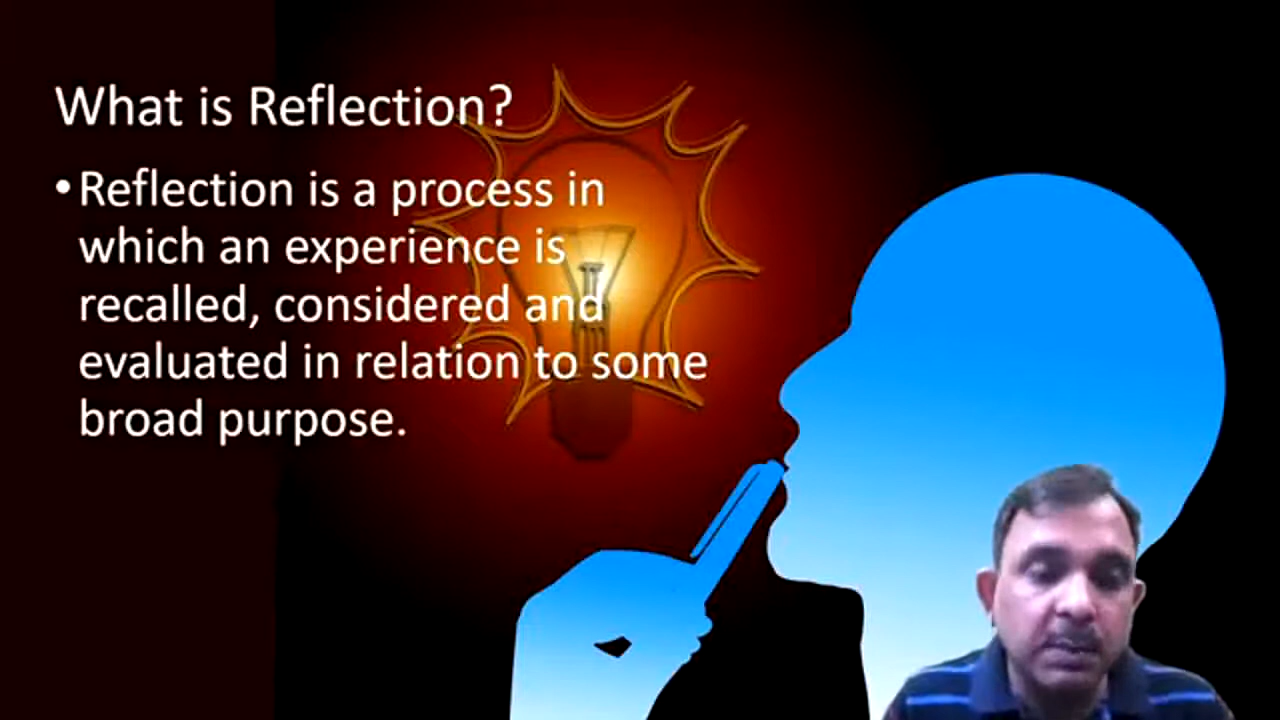 What is Reflection?
•Reflection is a process in
which an experience is
recalled, considered and
evaluated in relation to some
broad purpose.